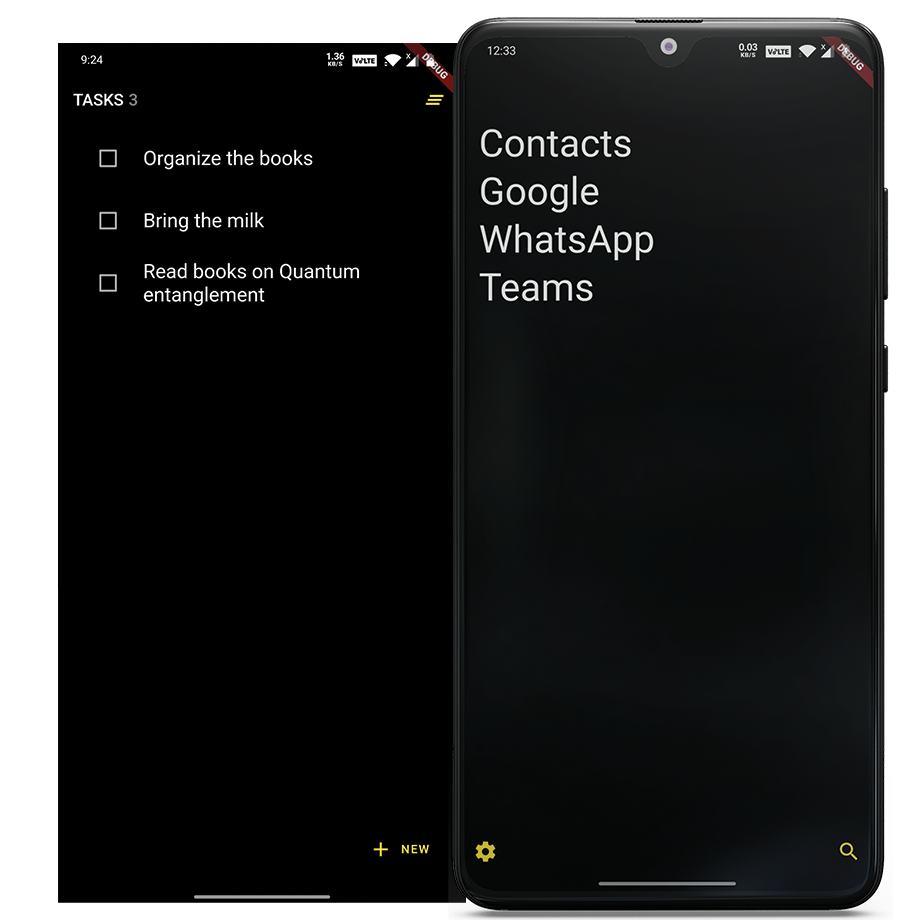 9:24
1.36
KB/S
VoLTE
X
DEBUG
TASKS 3
Organize the books
Bring the milk
Read books on Quantum
entanglement
+ NEW
12:33
0.03
KB/S
VoLTE
X
DEBUG
Contacts
Google
WhatsApp
Teams